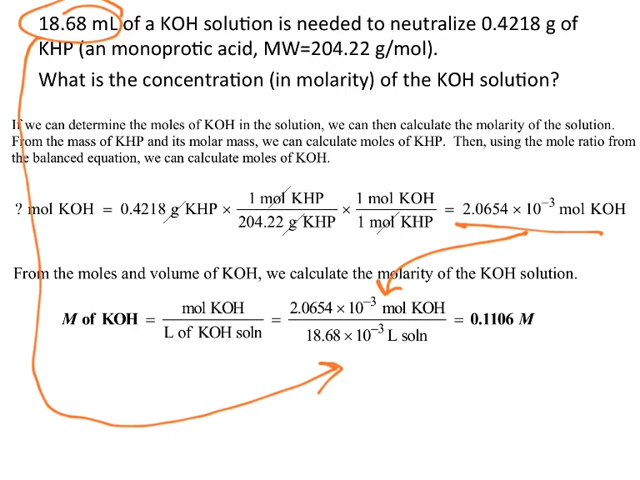 18.68 mL of a KOH solution is needed to neutralize 0.4218 g of
KHP (an monoprotic acid, MW=204.22 g/mol).
What is the concentration (in molarity) of the KOH solution?
If we can determine the moles of KOH in the solution, we can then calculate the molarity of the solution.
From the mass of KHP and its molar mass, we can calculate moles of KHP. Then, using the mole ratio from
the balanced equation, we can calculate moles of KOH.
? mol KOH = 0.4218 g KHP × 1 mol KHP / 204.22 g KHP × 1 mol KOH / 1 mol KHP = 2.0654 × 10⁻³ mol KOH
From the moles and volume of KOH, we calculate the molarity of the KOH solution.
M of KOH = mol KOH / L of KOH soln = 2.0654 × 10⁻³ mol KOH / 18.68 × 10⁻³ L soln = 0.1106 M